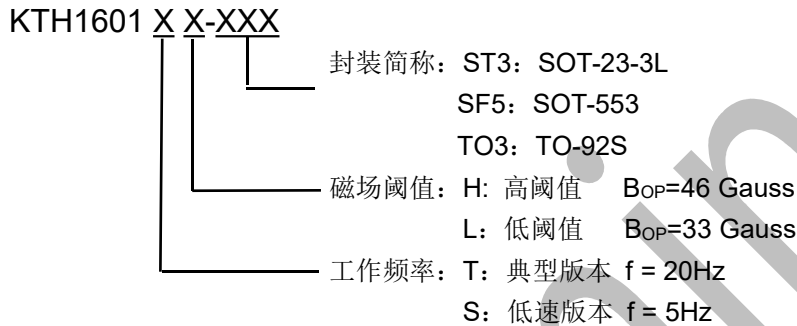 KTH1601 X X-XXX
封装简称：ST3：SOT-23-3L
SF5：SOT-553
TO3：TO-92S
磁场阈值：H: 高阈值 BOP=46 Gauss
L：低阈值 BOP=33 Gauss
工作频率：T：典型版本 f = 20Hz
S：低速版本 f = 5Hz